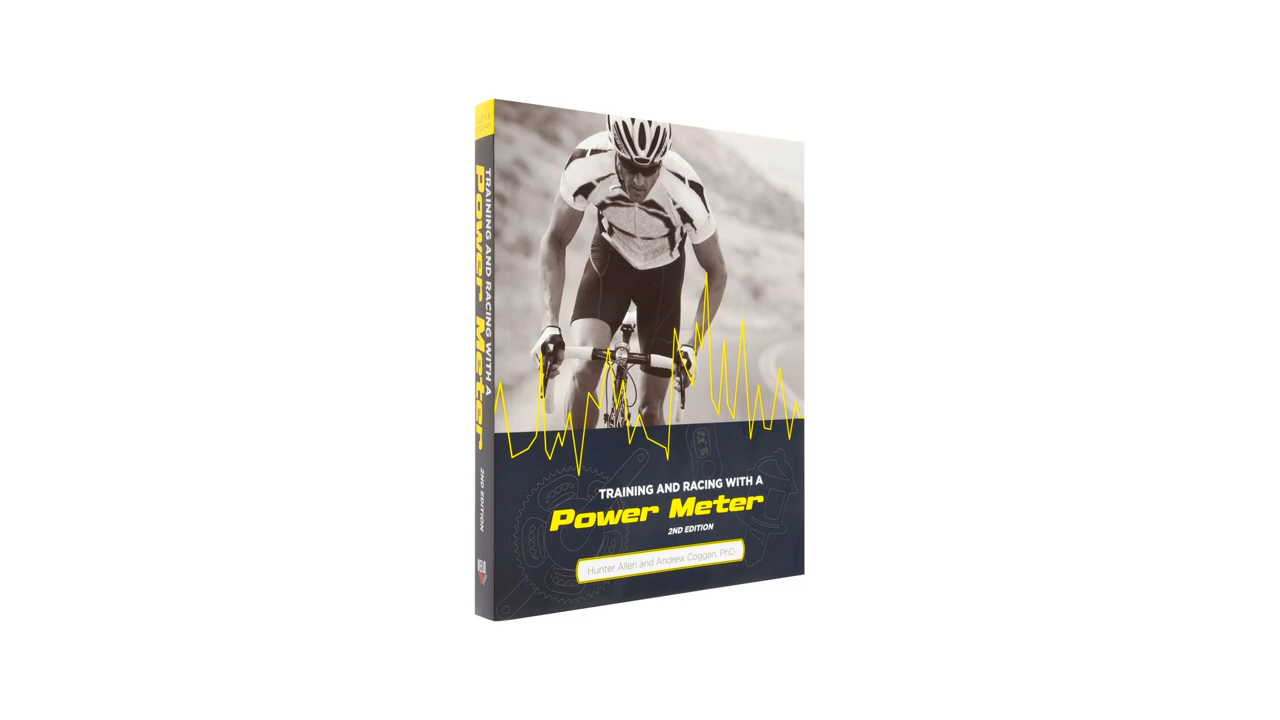 TRAINING AND RACING WITH A
Power Meter
2ND EDITION
VELO
TRAINING AND RACING WITH A
Power Meter
2ND EDITION
Hunter Allen and Andrew Coggan, PhD